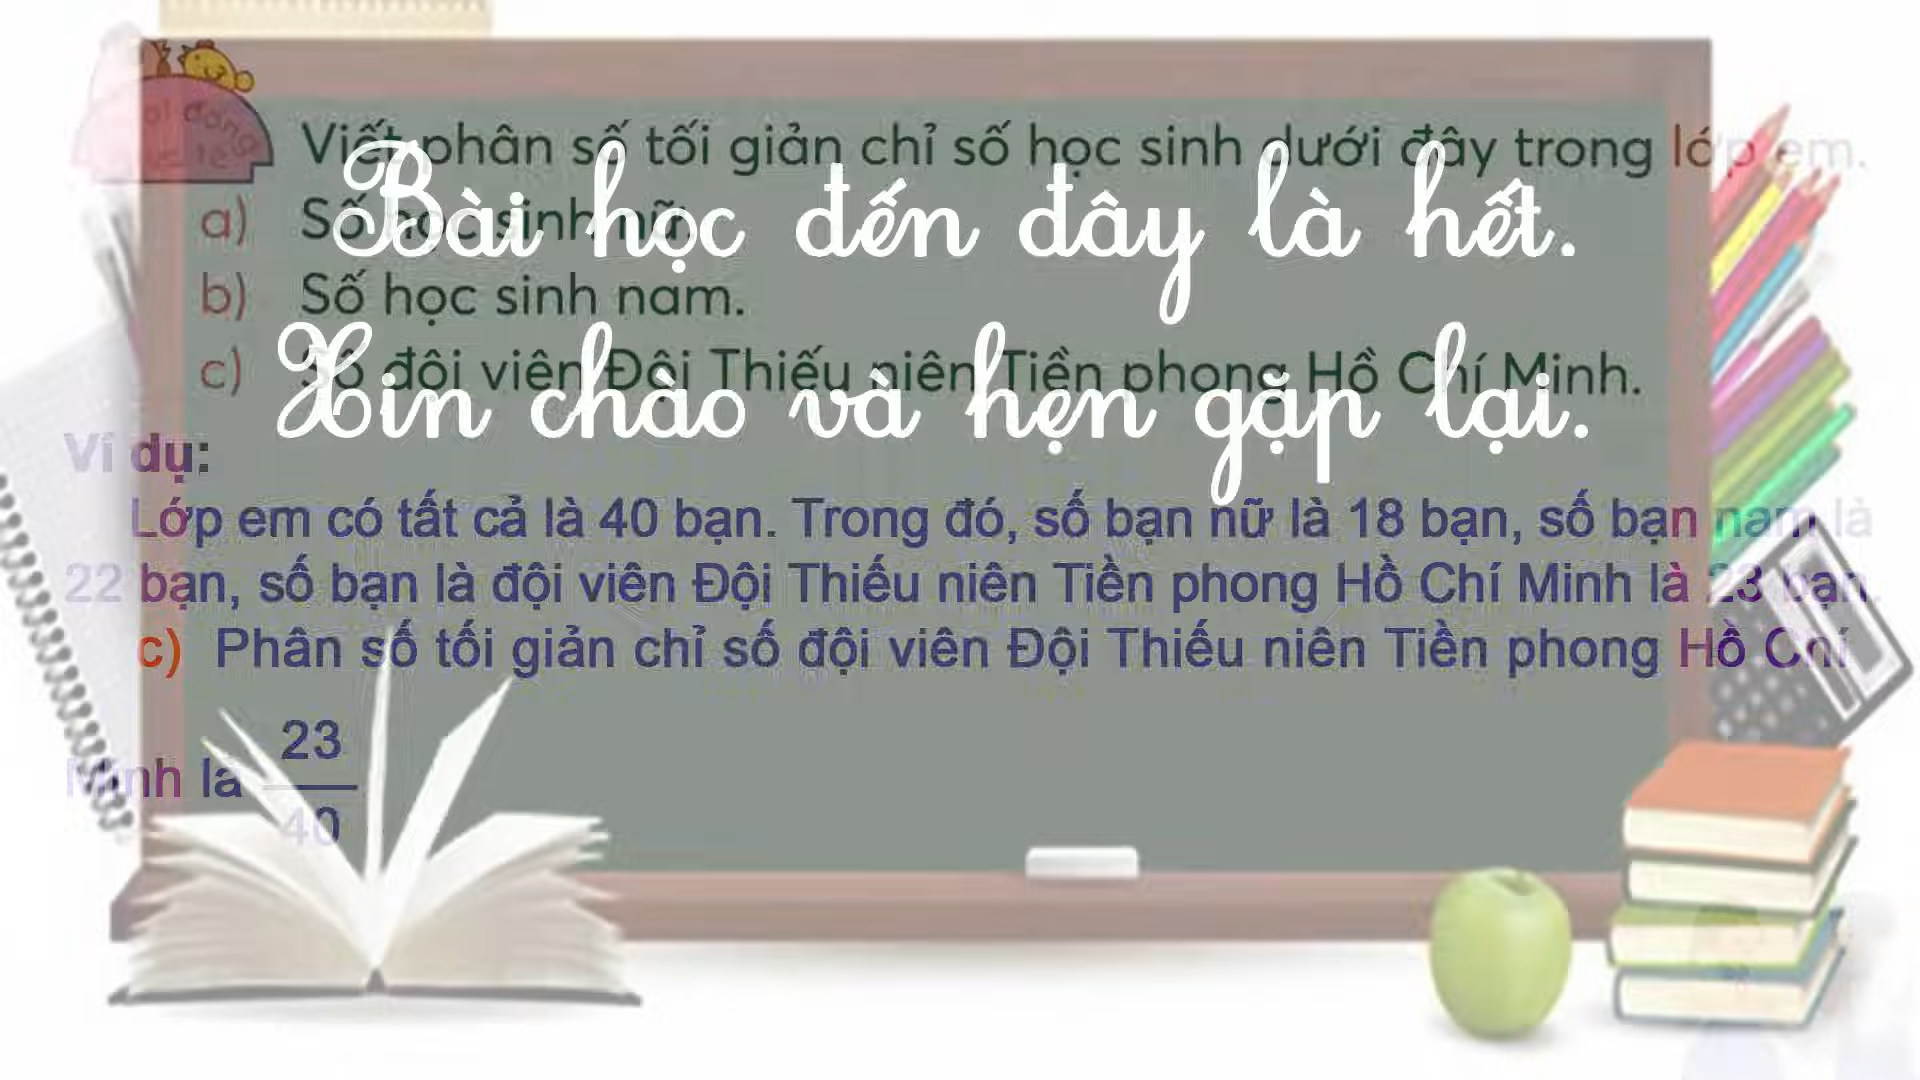 Viết phân số tối giản chỉ số học sinh dưới đây trong lớp em.
Bài học đến đây là hết.
a) Số học sinh nữ.
b) Số học sinh nam.
c) Số đội viên Đội Thiếu niên Tiền phong Hồ Chí Minh.
Xin chào và hẹn gặp lại.
Ví dụ:
Lớp em có tất cả là 40 bạn. Trong đó, số bạn nữ là 18 bạn, số bạn nam là
22 bạn, số bạn là đội viên Đội Thiếu niên Tiền phong Hồ Chí Minh là 23 bạn.
c) Phân số tối giản chỉ số đội viên Đội Thiếu niên Tiền phong Hồ Chí
Minh là 23
40